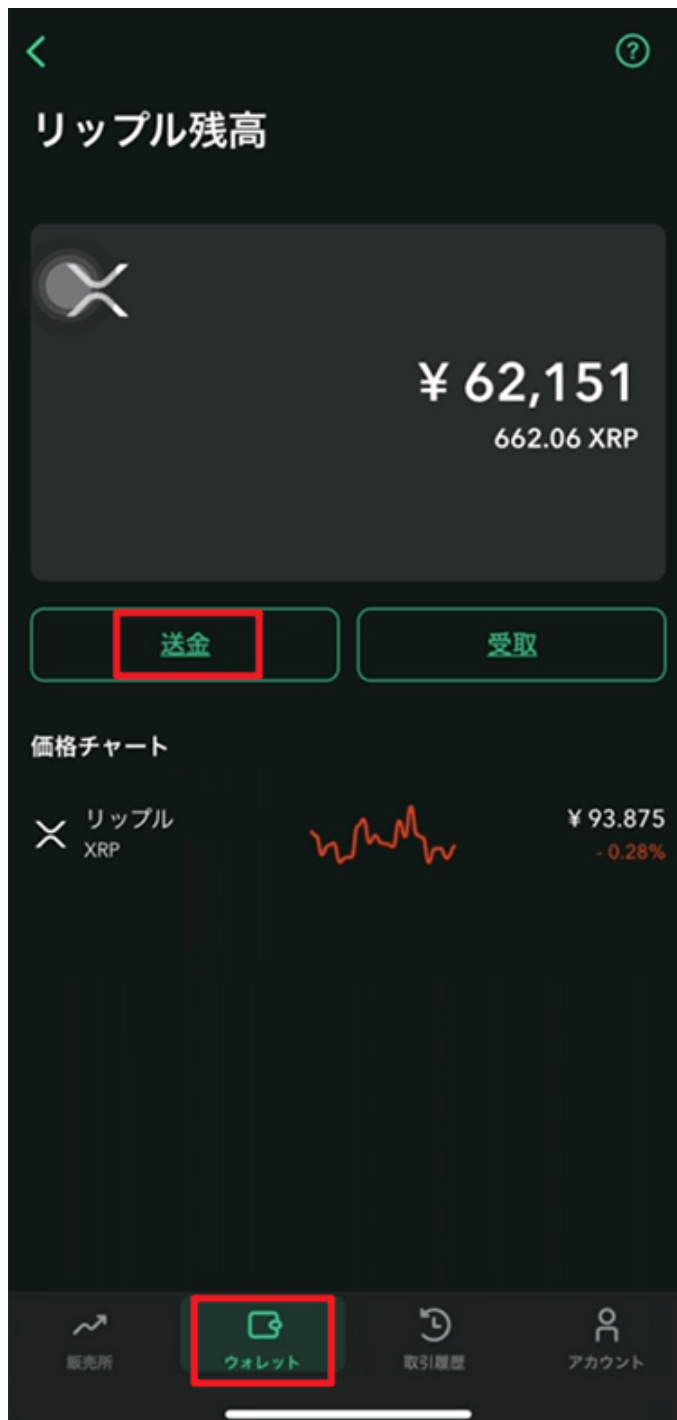 リップル残高
¥ 62,151
662.06 XRP
送金
受取
価格チャート
リップル
XRP
¥ 93.875
- 0.28%
販売所
ウォレット
取引履歴
アカウント